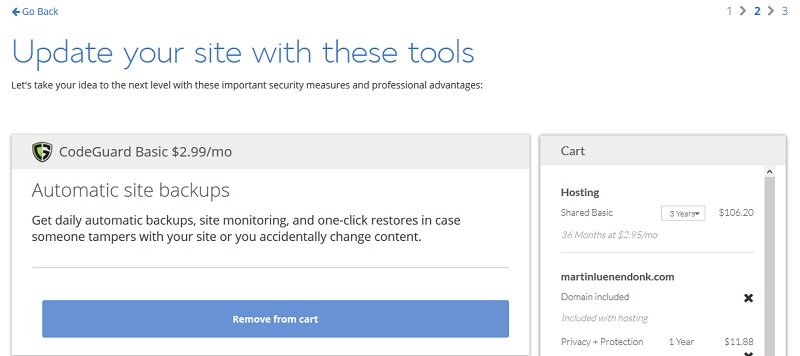 Go Back
1 > 2 > 3
Update your site with these tools
Let's take your idea to the next level with these important security measures and professional advantages:
CodeGuard Basic $2.99/mo
Automatic site backups
Get daily automatic backups, site monitoring, and one-click restores in case
someone tampers with your site or you accidentally change content.
Remove from cart
Cart
Hosting
Shared Basic 3 Years $106.20
36 Months at $2.95/mo
martinluenendonk.com
Domain included
Included with hosting
Privacy + Protection 1 Year $11.88